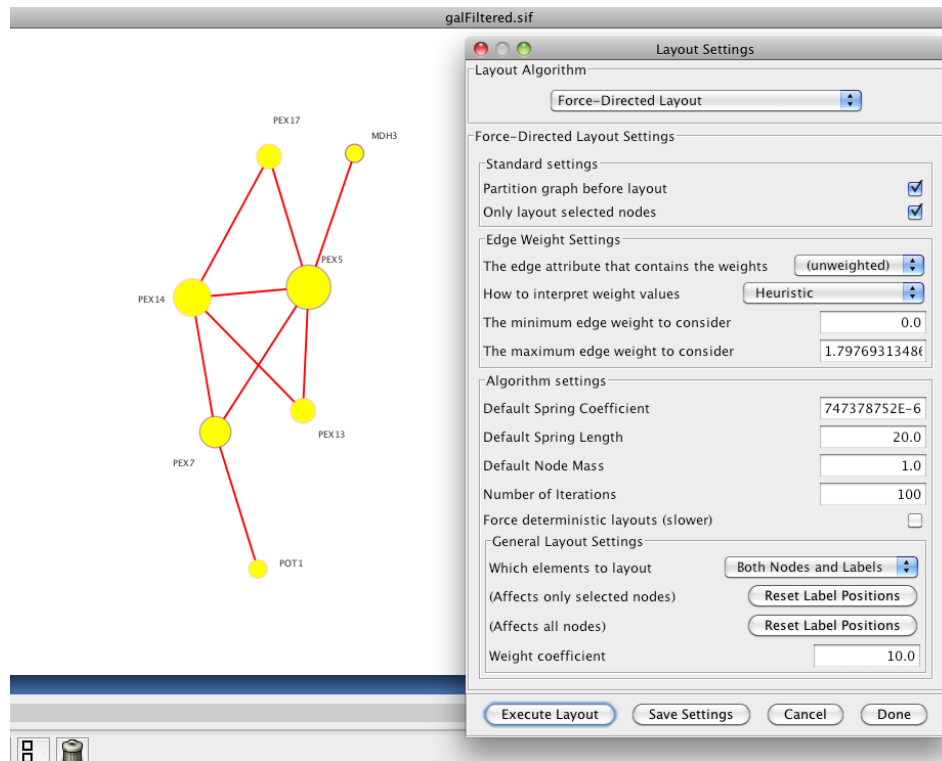 galFiltered.sif
PEX17
MDH3
PEX5
PEX14
PEX13
PEX7
POT1
Layout Settings
Layout Algorithm
Force-Directed Layout
Force-Directed Layout Settings
Standard settings
Partition graph before layout
Only layout selected nodes
Edge Weight Settings
The edge attribute that contains the weights (unweighted)
How to interpret weight values Heuristic
The minimum edge weight to consider 0.0
The maximum edge weight to consider 1.79769313486
Algorithm settings
Default Spring Coefficient 747378752E-6
Default Spring Length 20.0
Default Node Mass 1.0
Number of Iterations 100
Force deterministic layouts (slower)
General Layout Settings
Which elements to layout Both Nodes and Labels
(Affects only selected nodes) Reset Label Positions
(Affects all nodes) Reset Label Positions
Weight coefficient 10.0
Execute Layout Save Settings Cancel Done